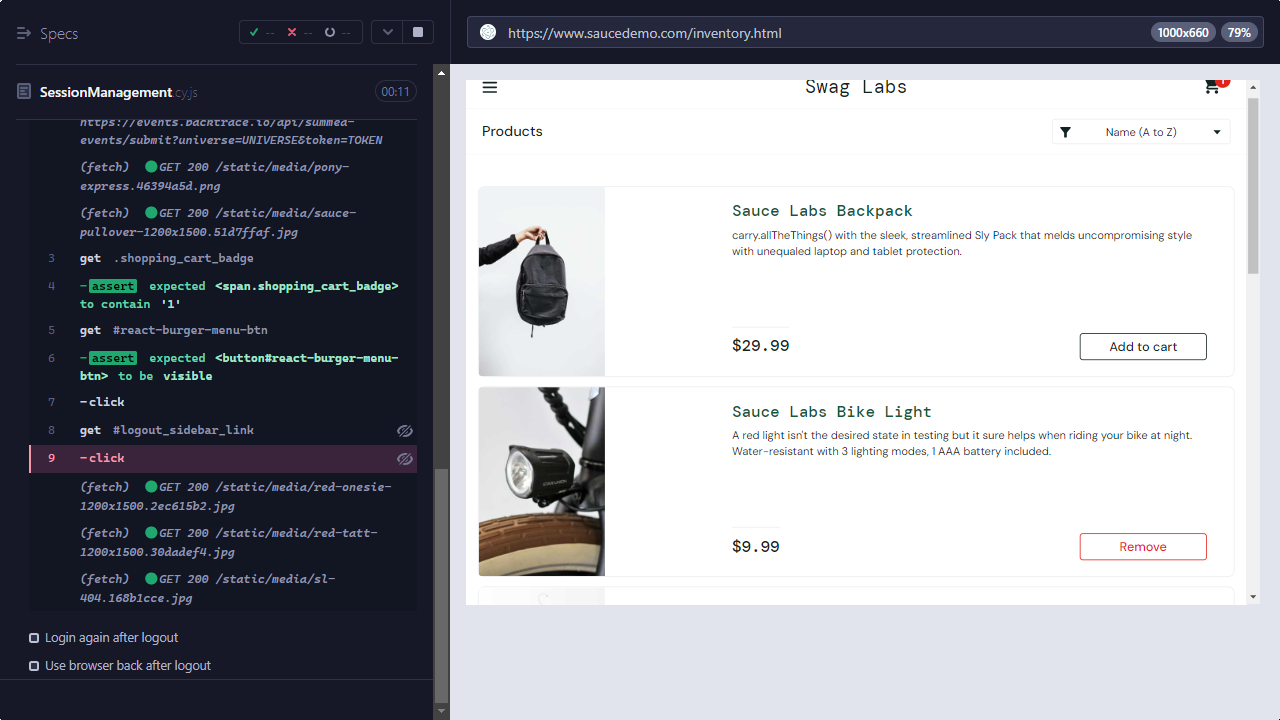 Specs
-- -- --
https://www.saucedemo.com/inventory.html
1000x660
79%
SessionManagement.cy.js
00:11
https://events.backtrace.io/api/summed-
events/submit?universe=UNIVERSE&token=TOKEN
(fetch) GET 200 /static/media/pony-
express.46394a5d.png
(fetch) GET 200 /static/media/sauce-
pullover-1200x1500.51d7ffaf.jpg
3 get .shopping_cart_badge
4 -assert expected <span.shopping_cart_badge>
to contain '1'
5 get #react-burger-menu-btn
6 -assert expected <button#react-burger-menu-
btn> to be visible
7 -click
8 get #logout_sidebar_link
9 -click
(fetch) GET 200 /static/media/red-onesie-
1200x1500.2ec615b2.jpg
(fetch) GET 200 /static/media/red-tatt-
1200x1500.30dadef4.jpg
(fetch) GET 200 /static/media/sl-
404.168b1cce.jpg
Login again after logout
Use browser back after logout
Swag Labs
1
Products
Name (A to Z)
Sauce Labs Backpack
carry.allTheThings() with the sleek, streamlined Sly Pack that melds uncompromising style
with unequaled laptop and tablet protection.
$29.99
Add to cart
Sauce Labs Bike Light
A red light isn't the desired state in testing but it sure helps when riding your bike at night.
Water-resistant with 3 lighting modes, 1 AAA battery included.
$9.99
Remove